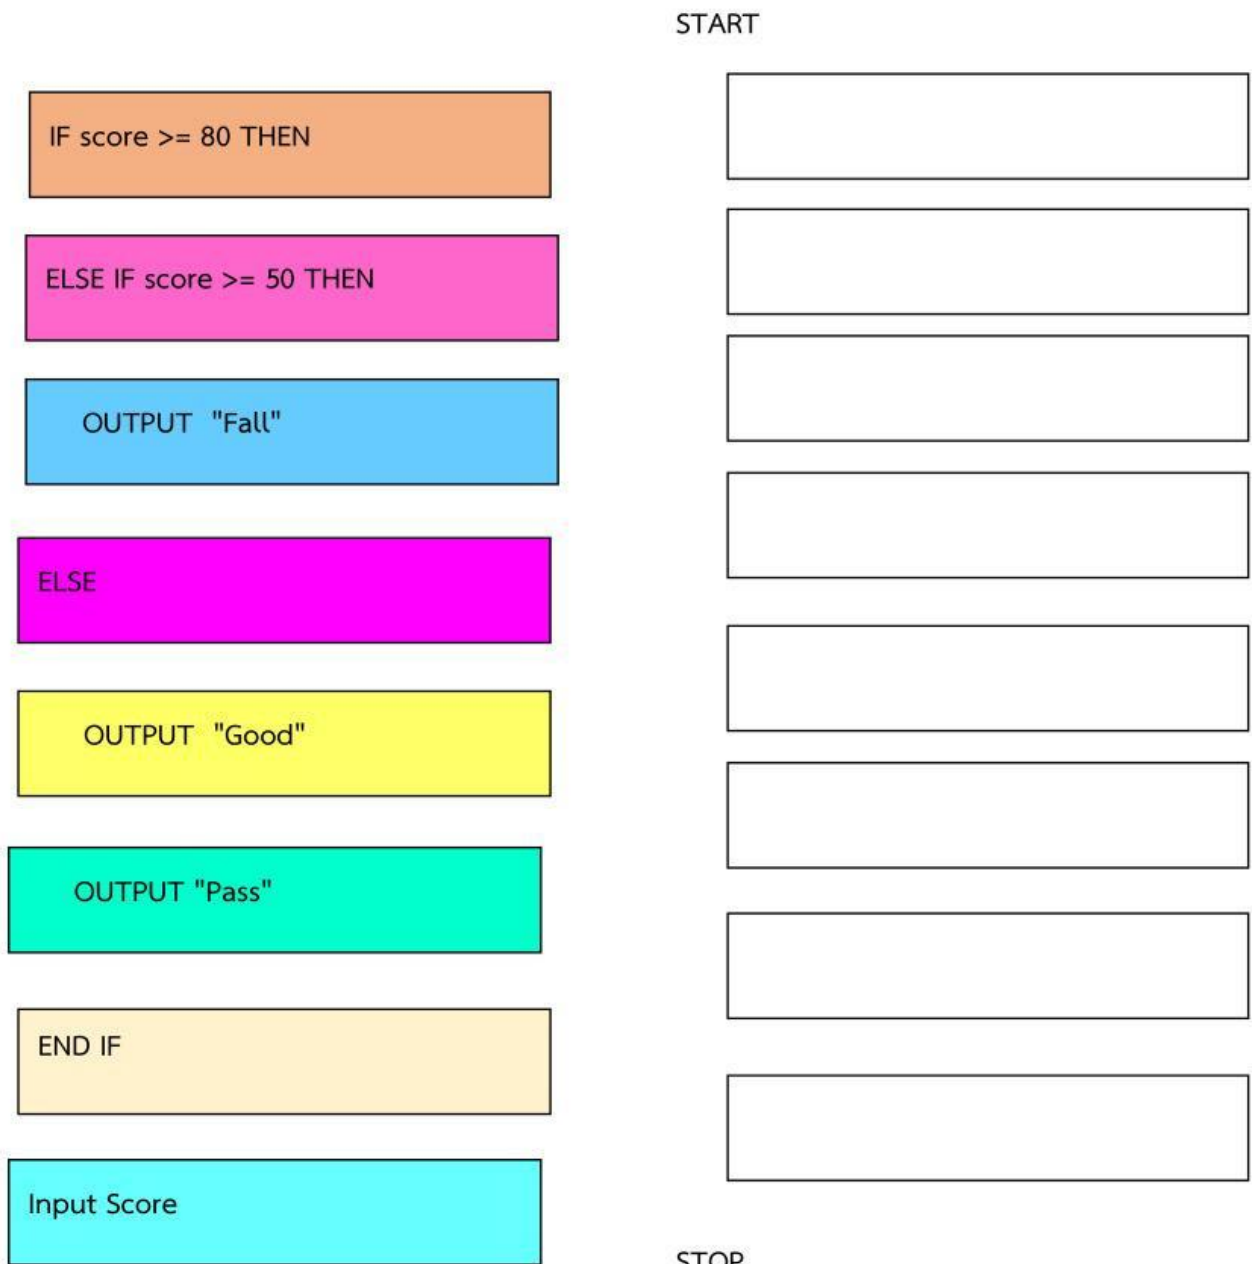 START
IF score >= 80 THEN
ELSE IF score >= 50 THEN
OUTPUT "Fall"
ELSE
OUTPUT "Good"
OUTPUT "Pass"
END IF
Input Score
STOP